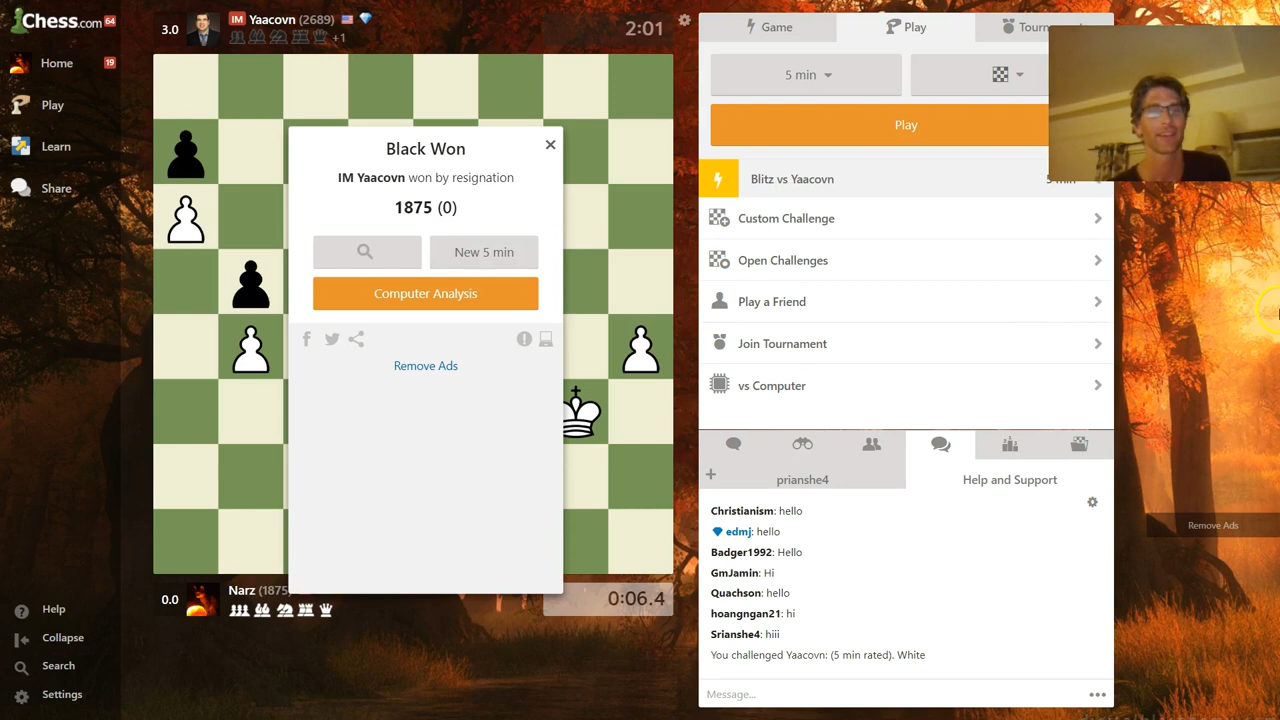 Chess.com 64
Home 19
Play
Learn
Share
Help
Collapse
Search
Settings
3.0 IM Yaacovn (2689)
+1
2:01
Black Won
IM Yaacovn won by resignation
1875 (0)
New 5 min
Computer Analysis
Remove Ads
0.0 Narz (1875)
0:06.4
Game
Play
5 min
Play
Blitz vs Yaacovn
Custom Challenge
Open Challenges
Play a Friend
Join Tournament
vs Computer
prianshe4
Help and Support
Christianism: hello
edmj: hello
Badger1992: Hello
GmJamin: Hi
Quachson: hello
hoangngan21: hi
Srianshe4: hiii
You challenged Yaacovn: (5 min rated). White
Message...
Remove Ads